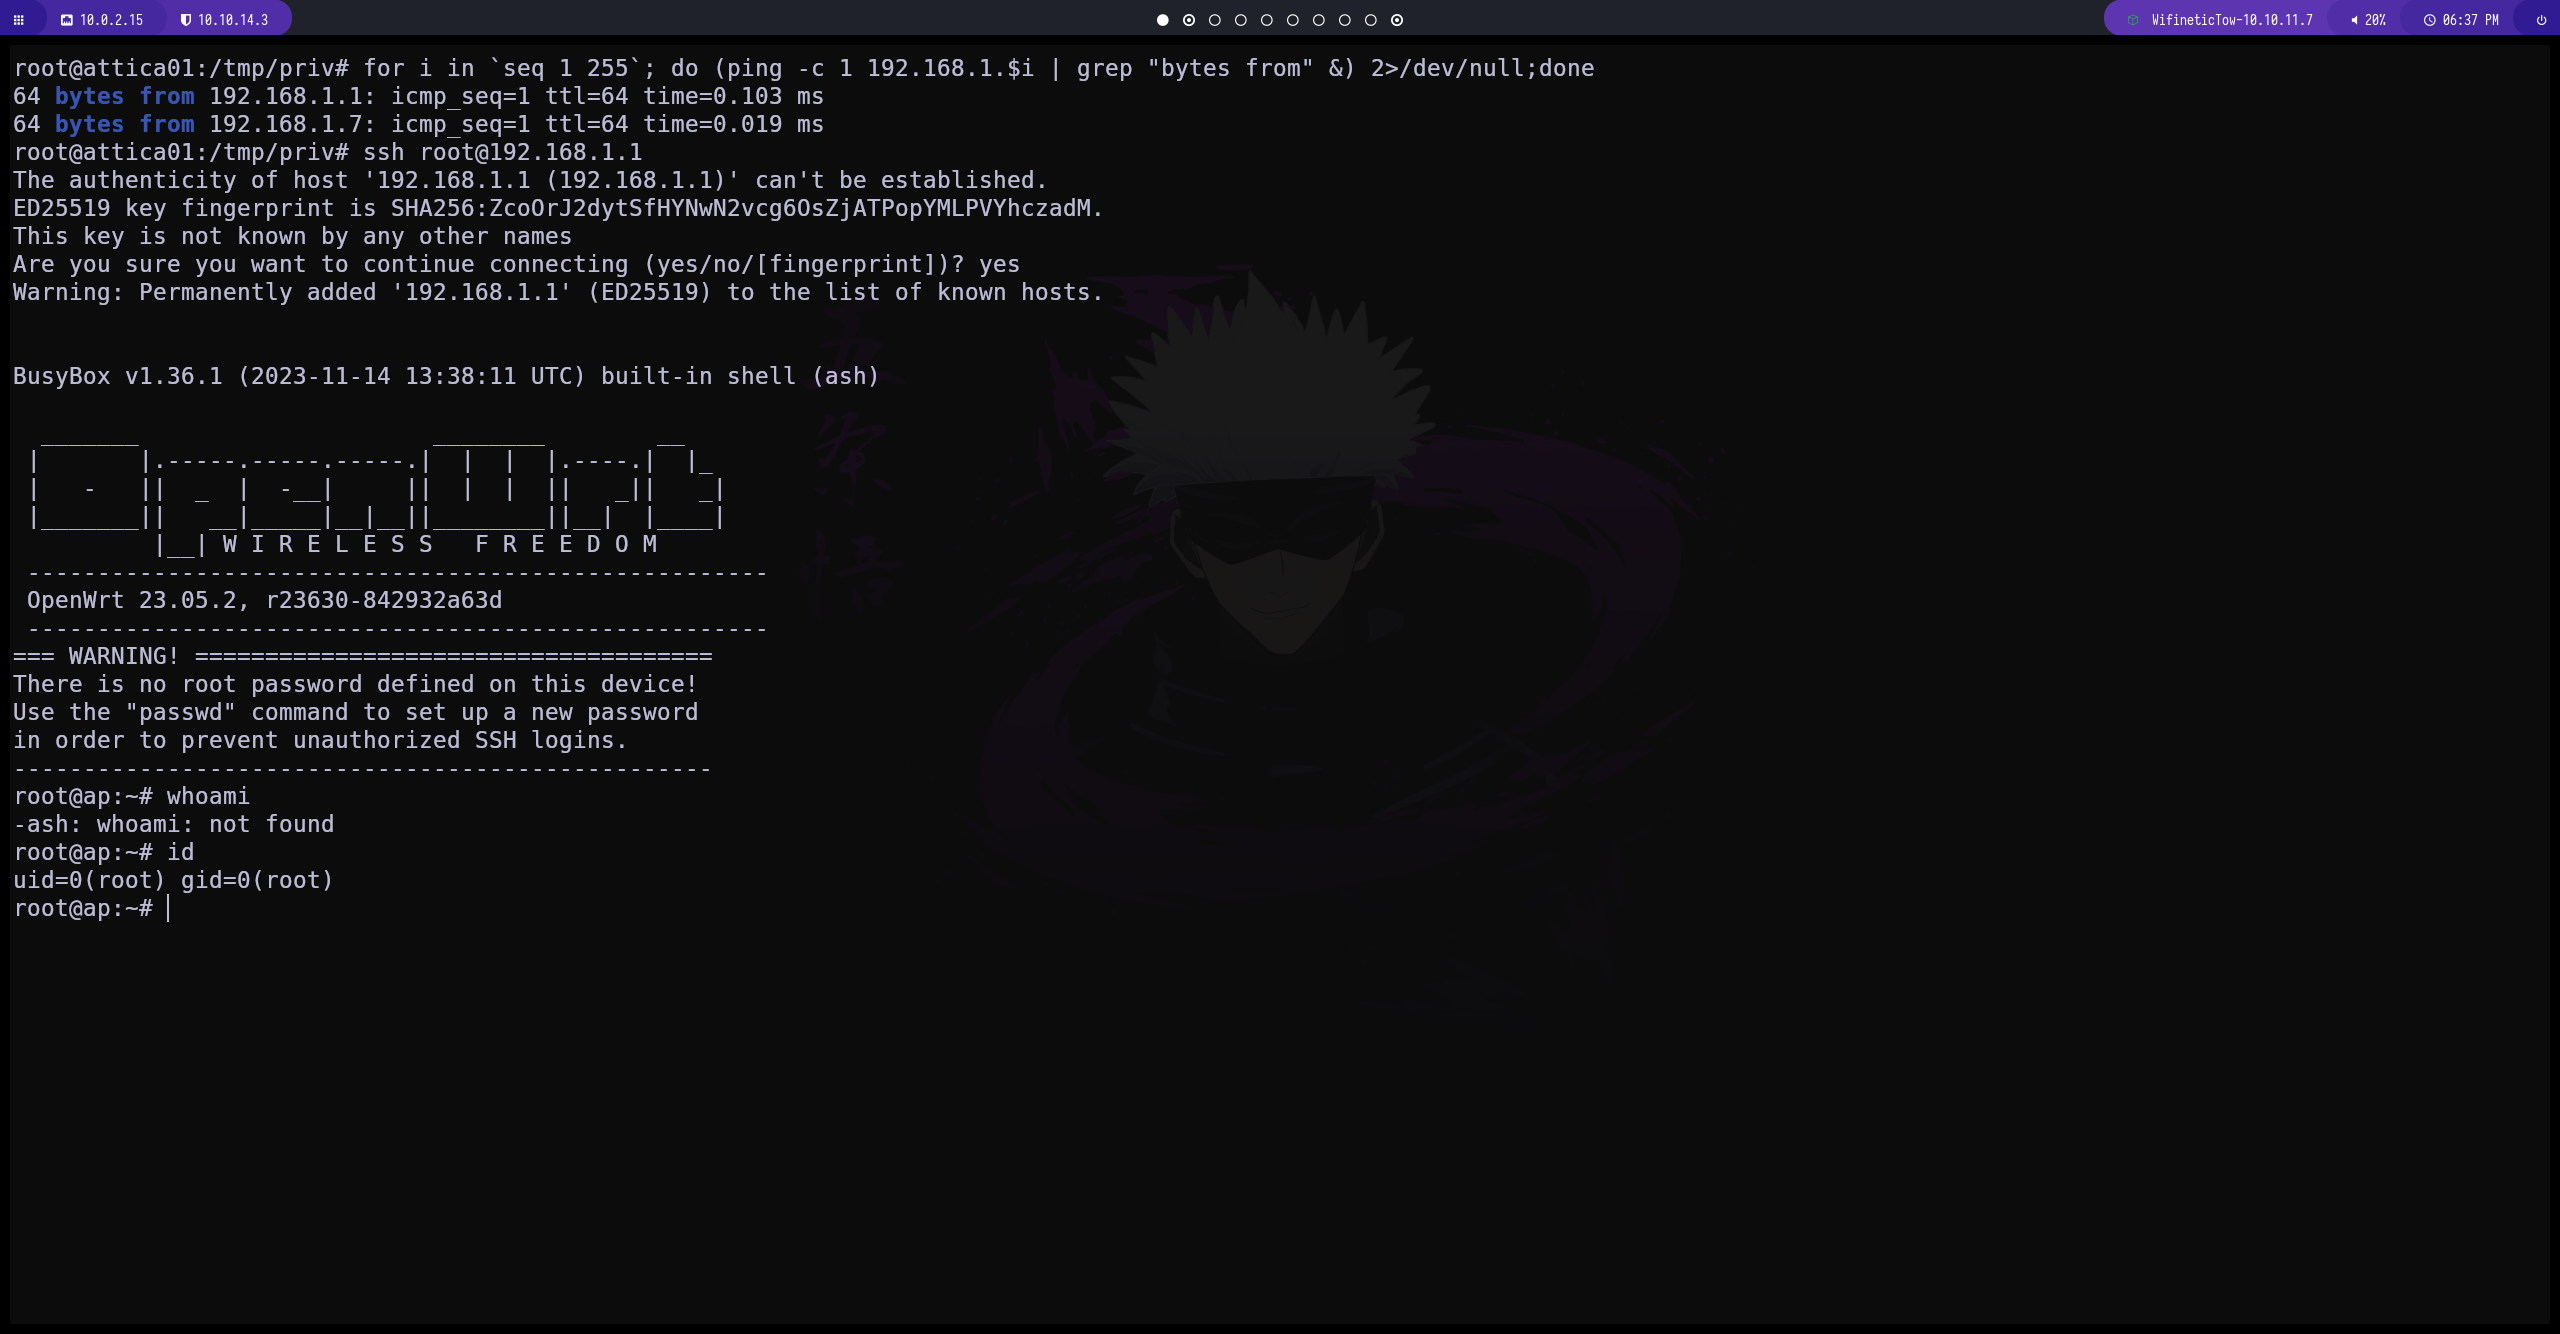 10.0.2.15 10.10.14.3 WifineticTow-10.10.11.7 20% 06:37 PM
root@attica01:/tmp/priv# for i in `seq 1 255`; do (ping -c 1 192.168.1.$i | grep "bytes from" &) 2>/dev/null;done
64 bytes from 192.168.1.1: icmp_seq=1 ttl=64 time=0.103 ms
64 bytes from 192.168.1.7: icmp_seq=1 ttl=64 time=0.019 ms
root@attica01:/tmp/priv# ssh root@192.168.1.1
The authenticity of host '192.168.1.1 (192.168.1.1)' can't be established.
ED25519 key fingerprint is SHA256:ZcoOrJ2dytSfHYNwN2vcg6OsZjATPopYMLPVYhczadM.
This key is not known by any other names
Are you sure you want to continue connecting (yes/no/[fingerprint])? yes
Warning: Permanently added '192.168.1.1' (ED25519) to the list of known hosts.
BusyBox v1.36.1 (2023-11-14 13:38:11 UTC) built-in shell (ash)
OpenWrt
W I R E L E S S   F R E E D O M
-----------------------------------------------------
OpenWrt 23.05.2, r23630-842932a63d
-----------------------------------------------------
=== WARNING! =====================================
There is no root password defined on this device!
Use the "passwd" command to set up a new password
in order to prevent unauthorized SSH logins.
--------------------------------------------------
root@ap:~# whoami
-ash: whoami: not found
root@ap:~# id
uid=0(root) gid=0(root)
root@ap:~#